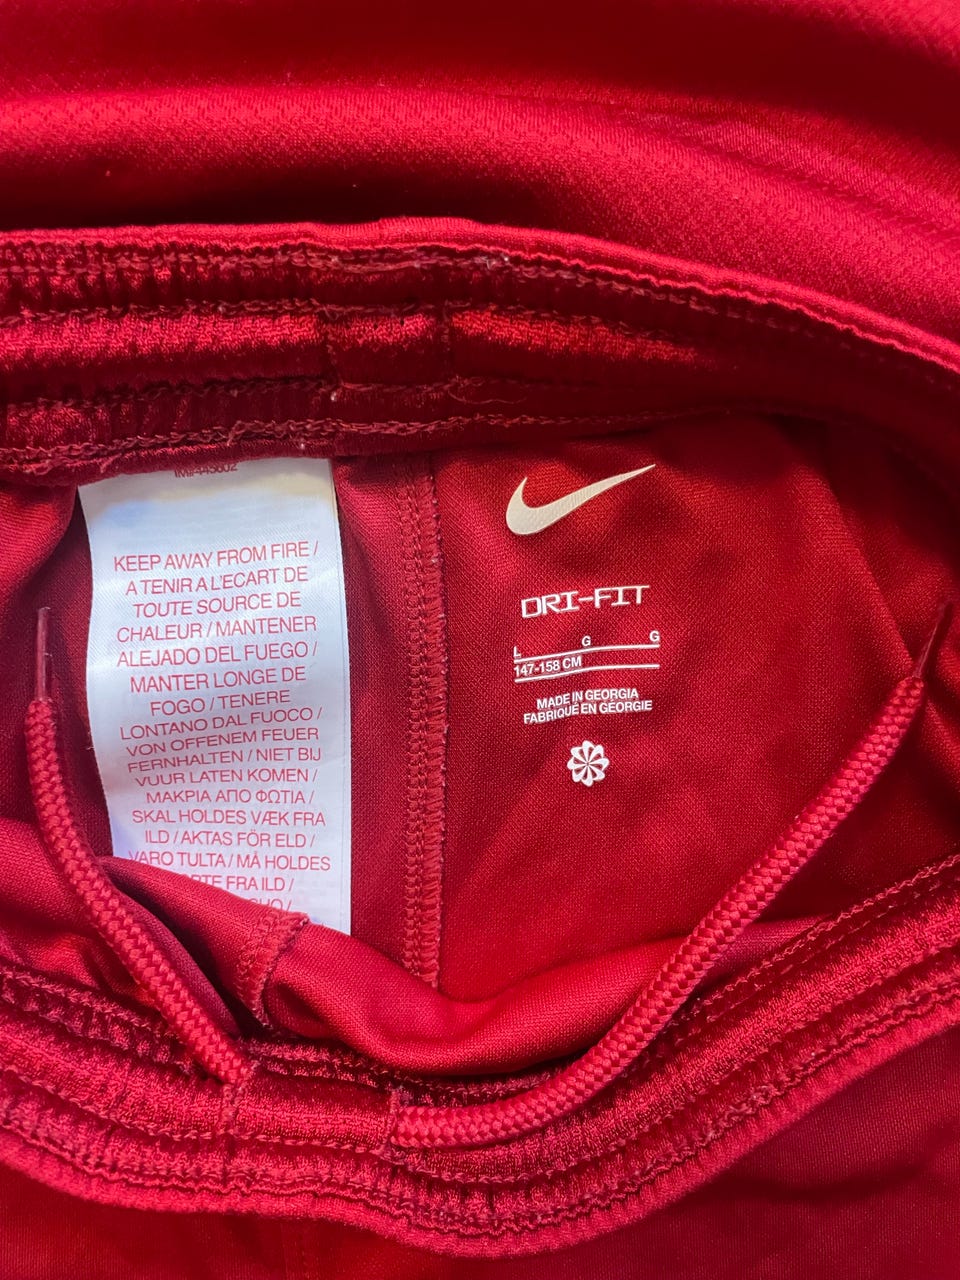 KEEP AWAY FROM FIRE /
A TENIR A L'ECART DE
TOUTE SOURCE DE
CHALEUR / MANTENER
ALEJADO DEL FUEGO /
MANTER LONGE DE
FOGO / TENERE
LONTANO DAL FUOCO /
VON OFFENEM FEUER
FERNHALTEN / NIET BIJ
VUUR LATEN KOMEN /
ΜΑΚΡΙΑ ΑΠΟ ΦΩΤΙΑ /
SKAL HOLDES VÆK FRA
ILD / AKTAS FÖR ELD /
VARO TULTA / MÅ HOLDES
FRA ILD /
DRI-FIT
L G G
147-158 CM
MADE IN GEORGIA
FABRIQUÉ EN GÉORGIE